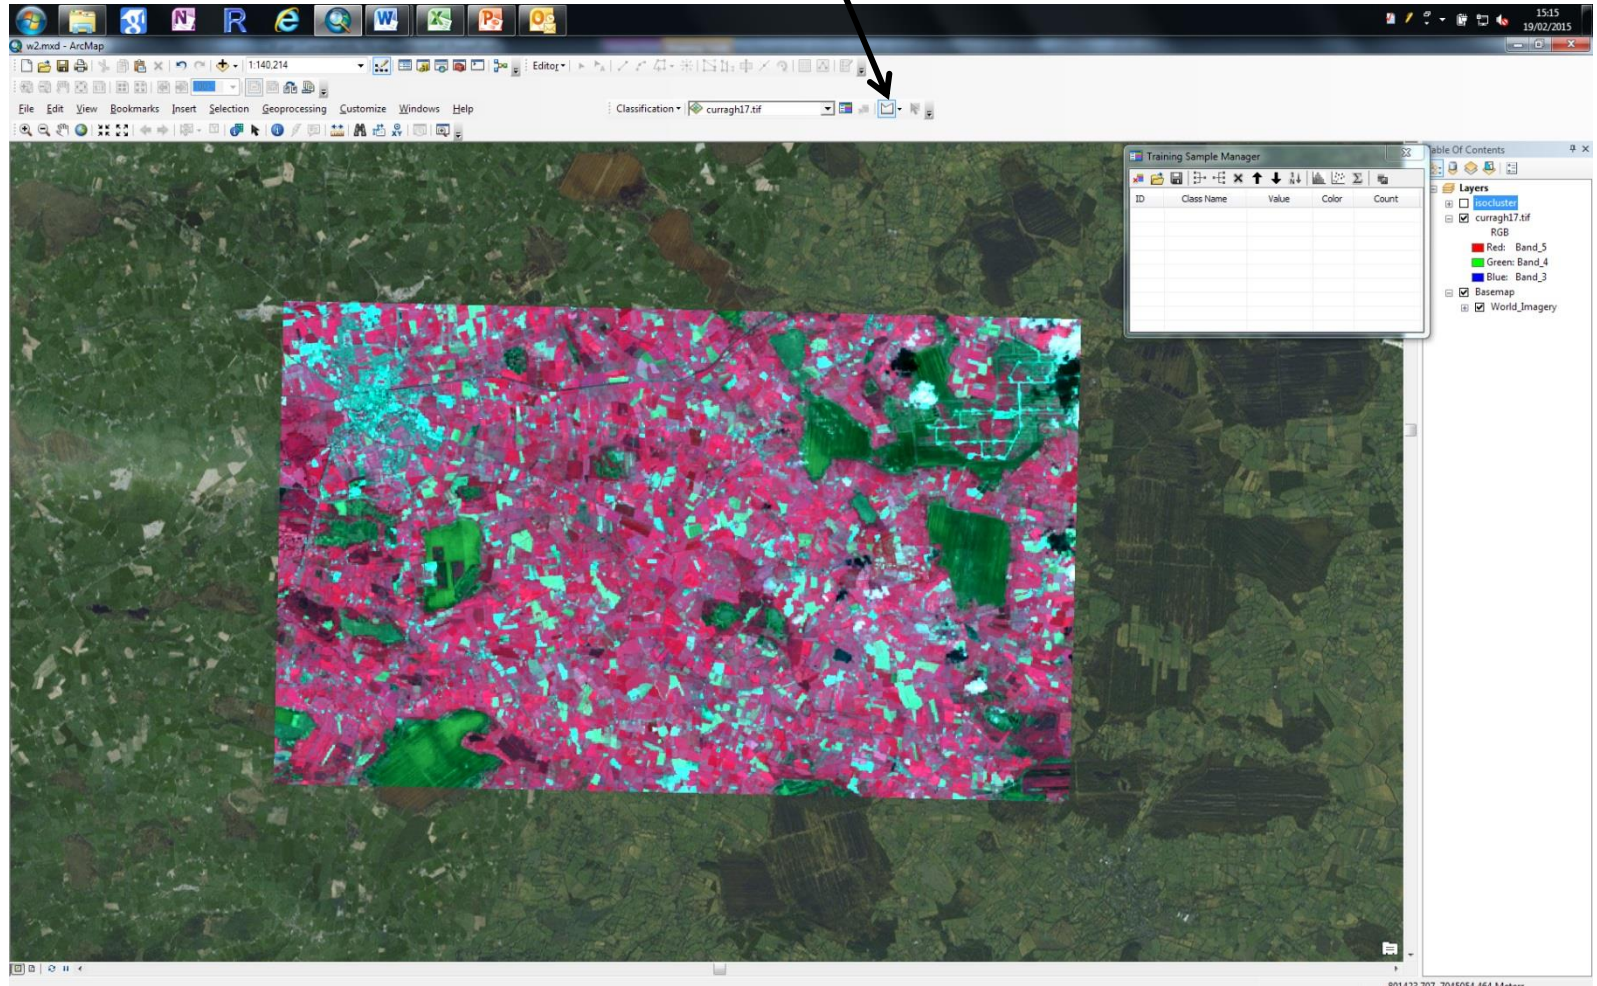 15:15
19/02/2015
w2.mxd - ArcMap
1:140,214
Editor
File Edit View Bookmarks Insert Selection Geoprocessing Customize Windows Help
Classification curragh17.tif
Training Sample Manager
ID Class Name Value Color Count
Table Of Contents
Layers
isocluster
curragh17.tif
RGB
Red: Band_5
Green: Band_4
Blue: Band_3
Basemap
World_Imagery